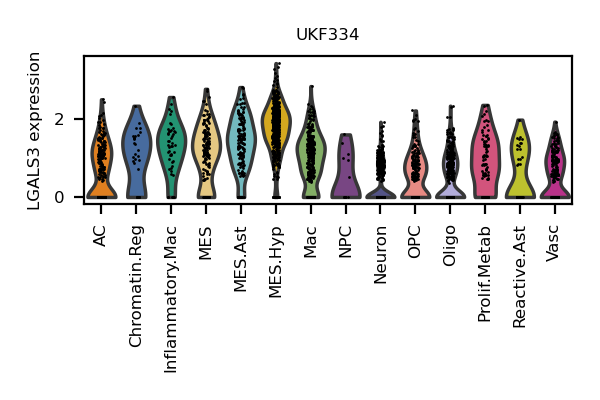 UKF334
LGALS3 expression
2
0
AC
Chromatin.Reg
Inflammatory.Mac
MES
MES.Ast
MES.Hyp
Mac
NPC
Neuron
OPC
Oligo
Prolif.Metab
Reactive.Ast
Vasc